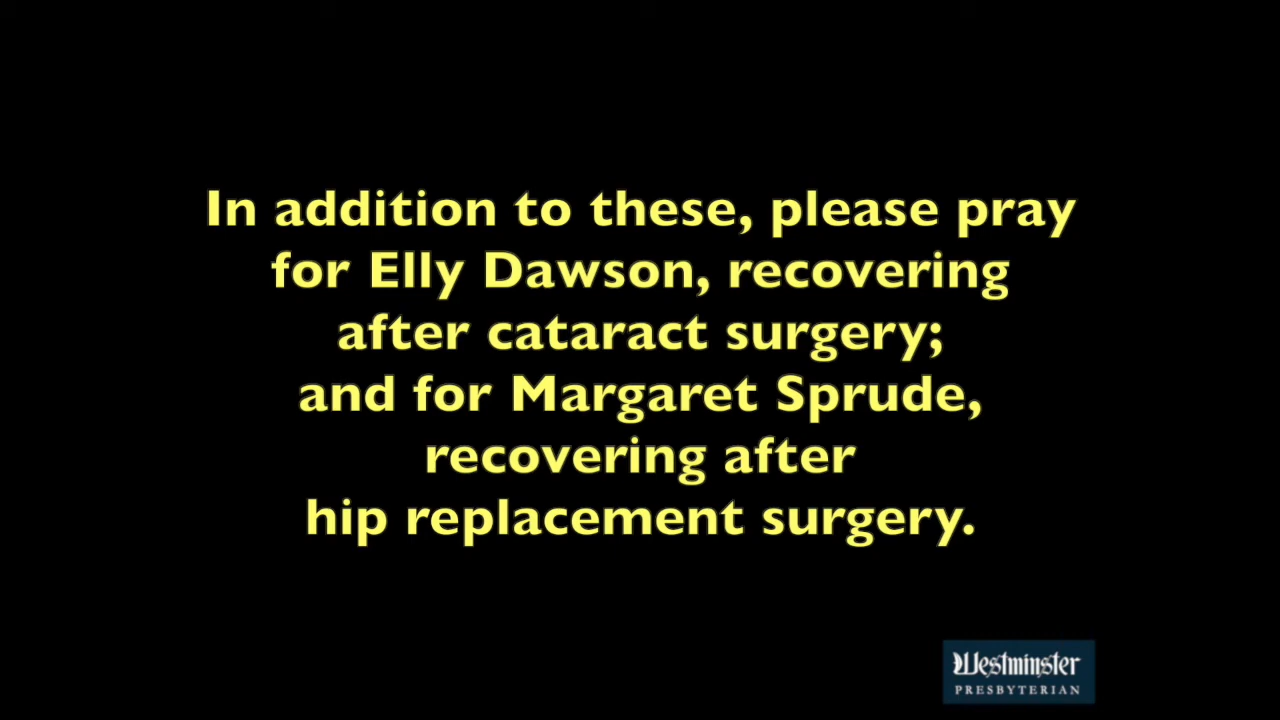 In addition to these, please pray
for Elly Dawson, recovering
after cataract surgery;
and for Margaret Sprude,
recovering after
hip replacement surgery.
Westminster
PRESBYTERIAN